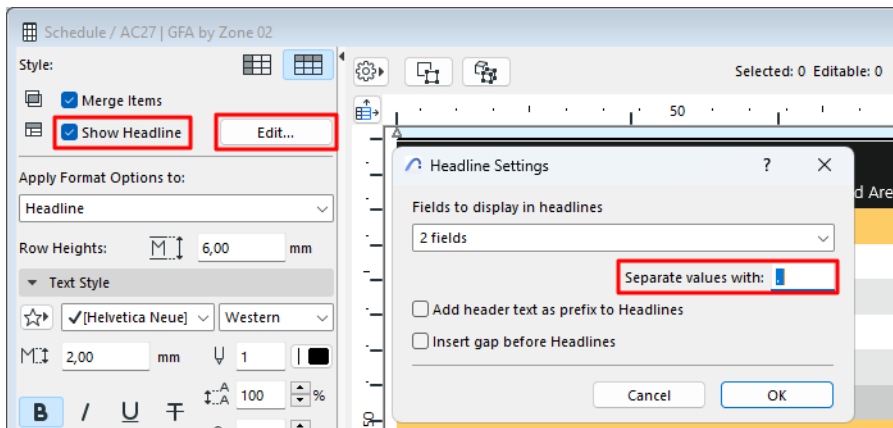 Schedule / AC27 | GFA by Zone 02
Style:
Merge Items
Show Headline
Edit...
Apply Format Options to:
Headline
Row Heights:
6,00
mm
Text Style
[Helvetica Neue]
Western
2,00
mm
1
100
%
B
I
U
T
Selected: 0 Editable: 0
50
Headline Settings
?
Fields to display in headlines
2 fields
Separate values with:
.
Add header text as prefix to Headlines
Insert gap before Headlines
Cancel
OK
d Are